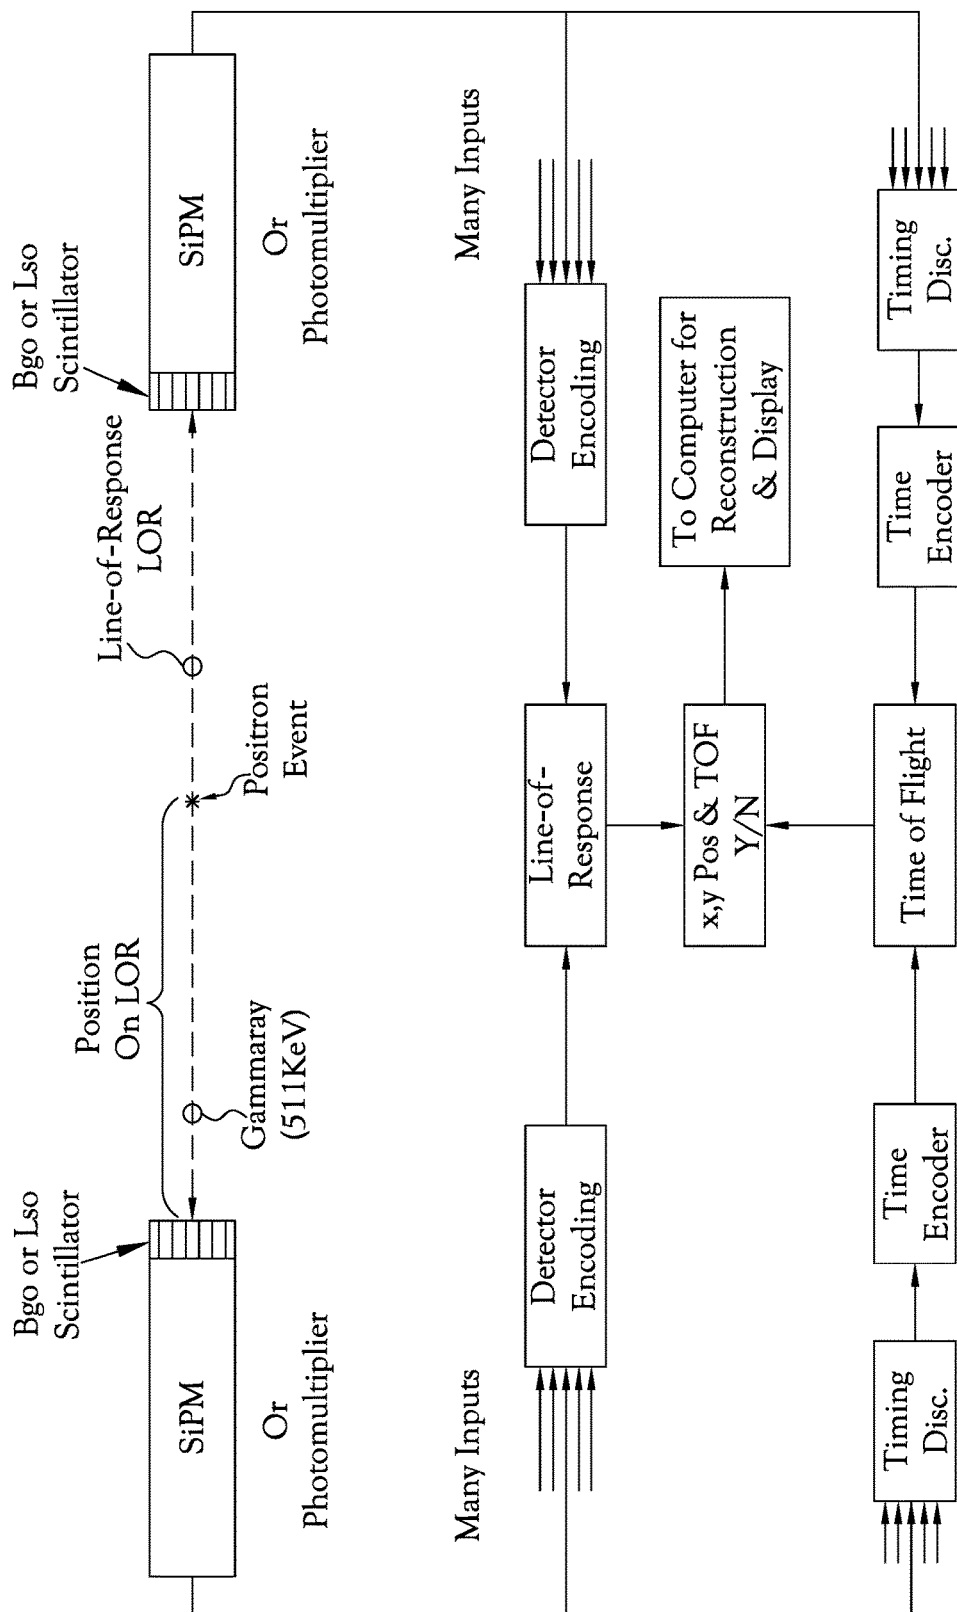 Bgo or Lso
Scintillator
SiPM
Or
Photomultiplier
Position
On LOR
Gammaray
(511KeV)
Positron
Event
Line-of-Response
LOR
Bgo or Lso
Scintillator
SiPM
Or
Photomultiplier
Many Inputs
Detector
Encoding
Line-of-
Response
Detector
Encoding
Many Inputs
x,y Pos & TOF
Y/N
To Computer for
Reconstruction
& Display
Timing
Disc.
Time
Encoder
Time of Flight
Time
Encoder
Timing
Disc.